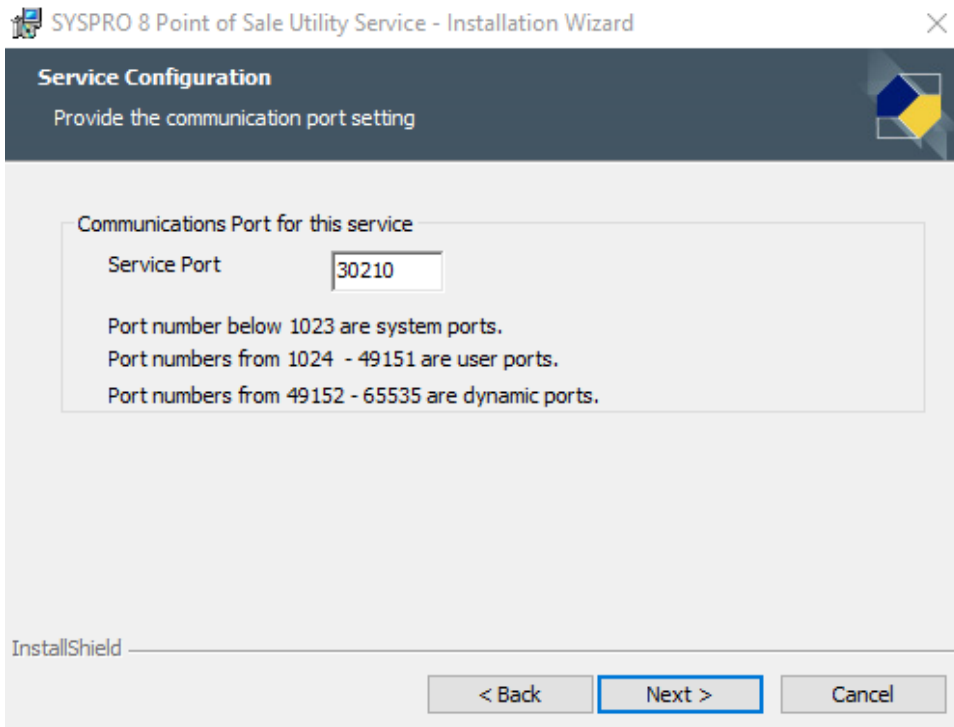 SYSPRO 8 Point of Sale Utility Service - Installation Wizard
Service Configuration
Provide the communication port setting
Communications Port for this service
Service Port 30210
Port number below 1023 are system ports.
Port numbers from 1024 - 49151 are user ports.
Port numbers from 49152 - 65535 are dynamic ports.
InstallShield
< Back Next > Cancel